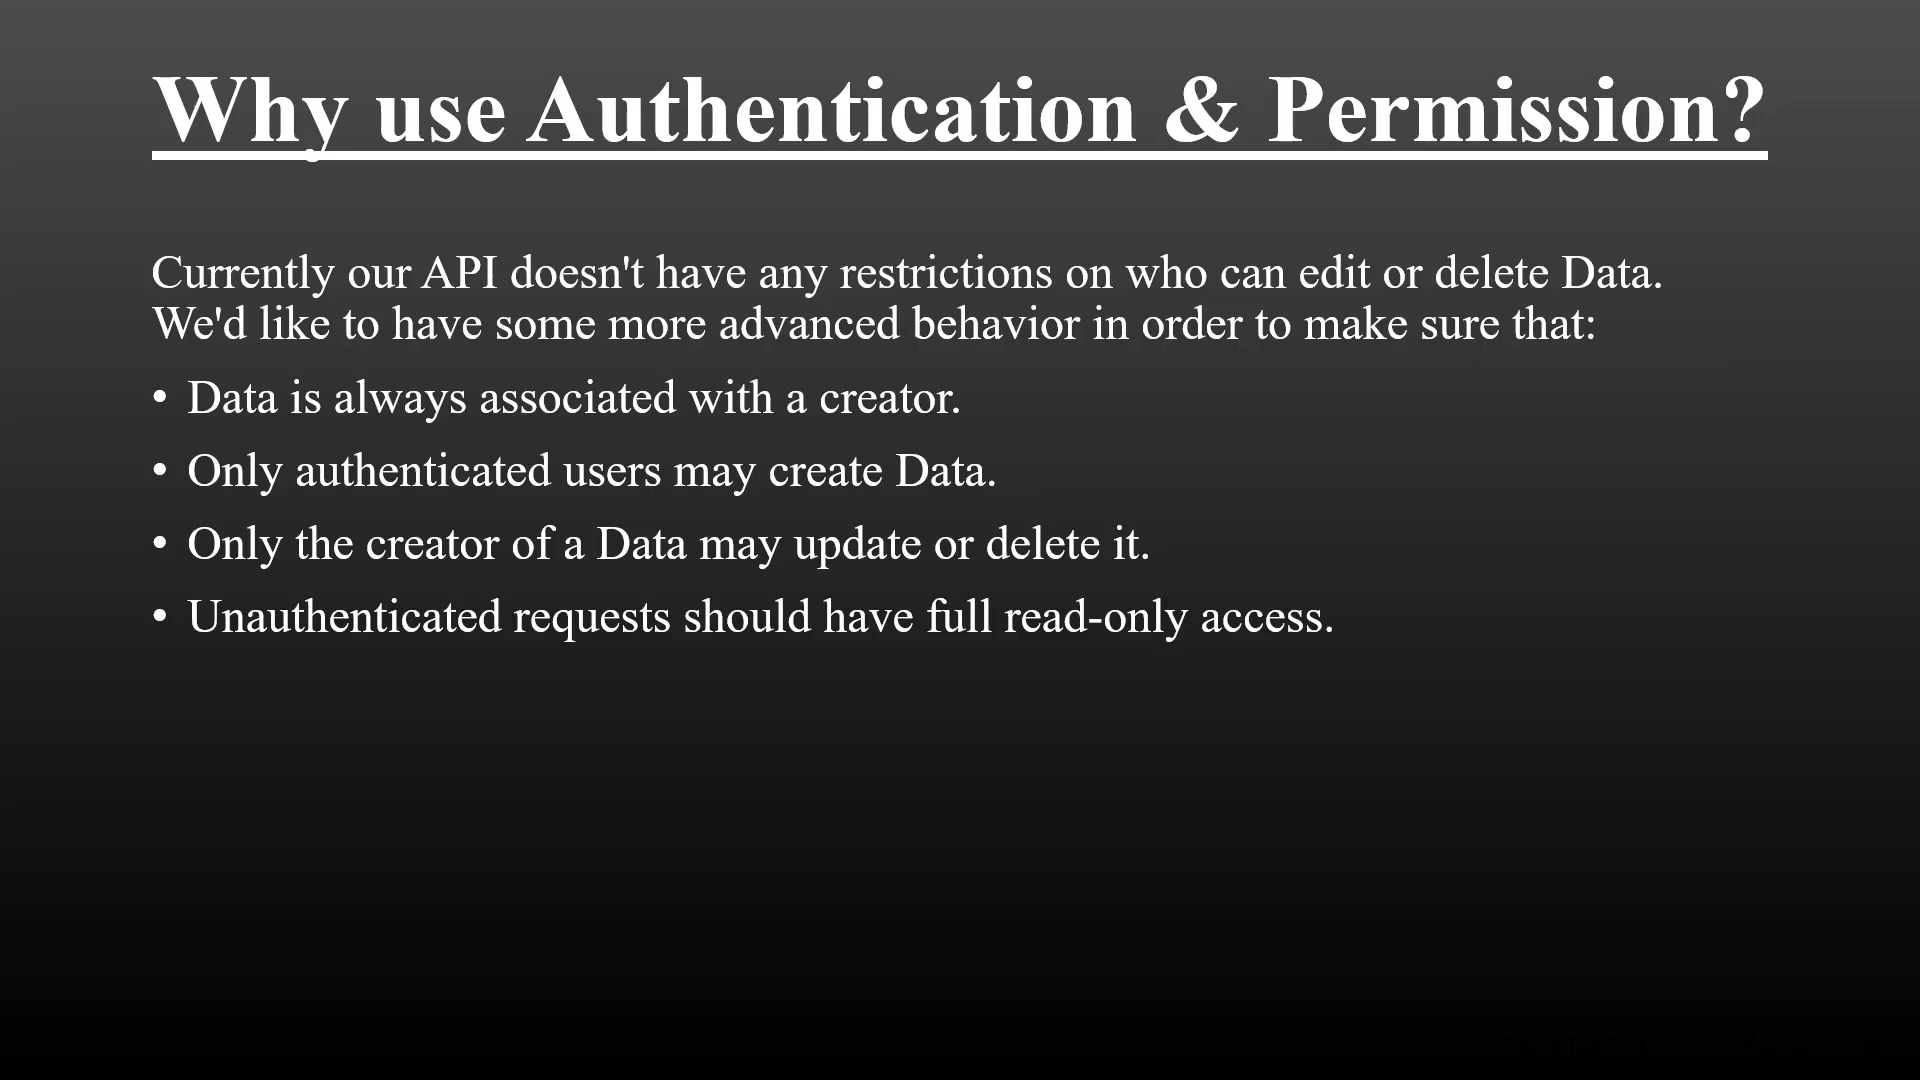 Why use Authentication & Permission?
Currently our API doesn't have any restrictions on who can edit or delete Data.
We'd like to have some more advanced behavior in order to make sure that:
• Data is always associated with a creator.
• Only authenticated users may create Data.
• Only the creator of a Data may update or delete it.
• Unauthenticated requests should have full read-only access.